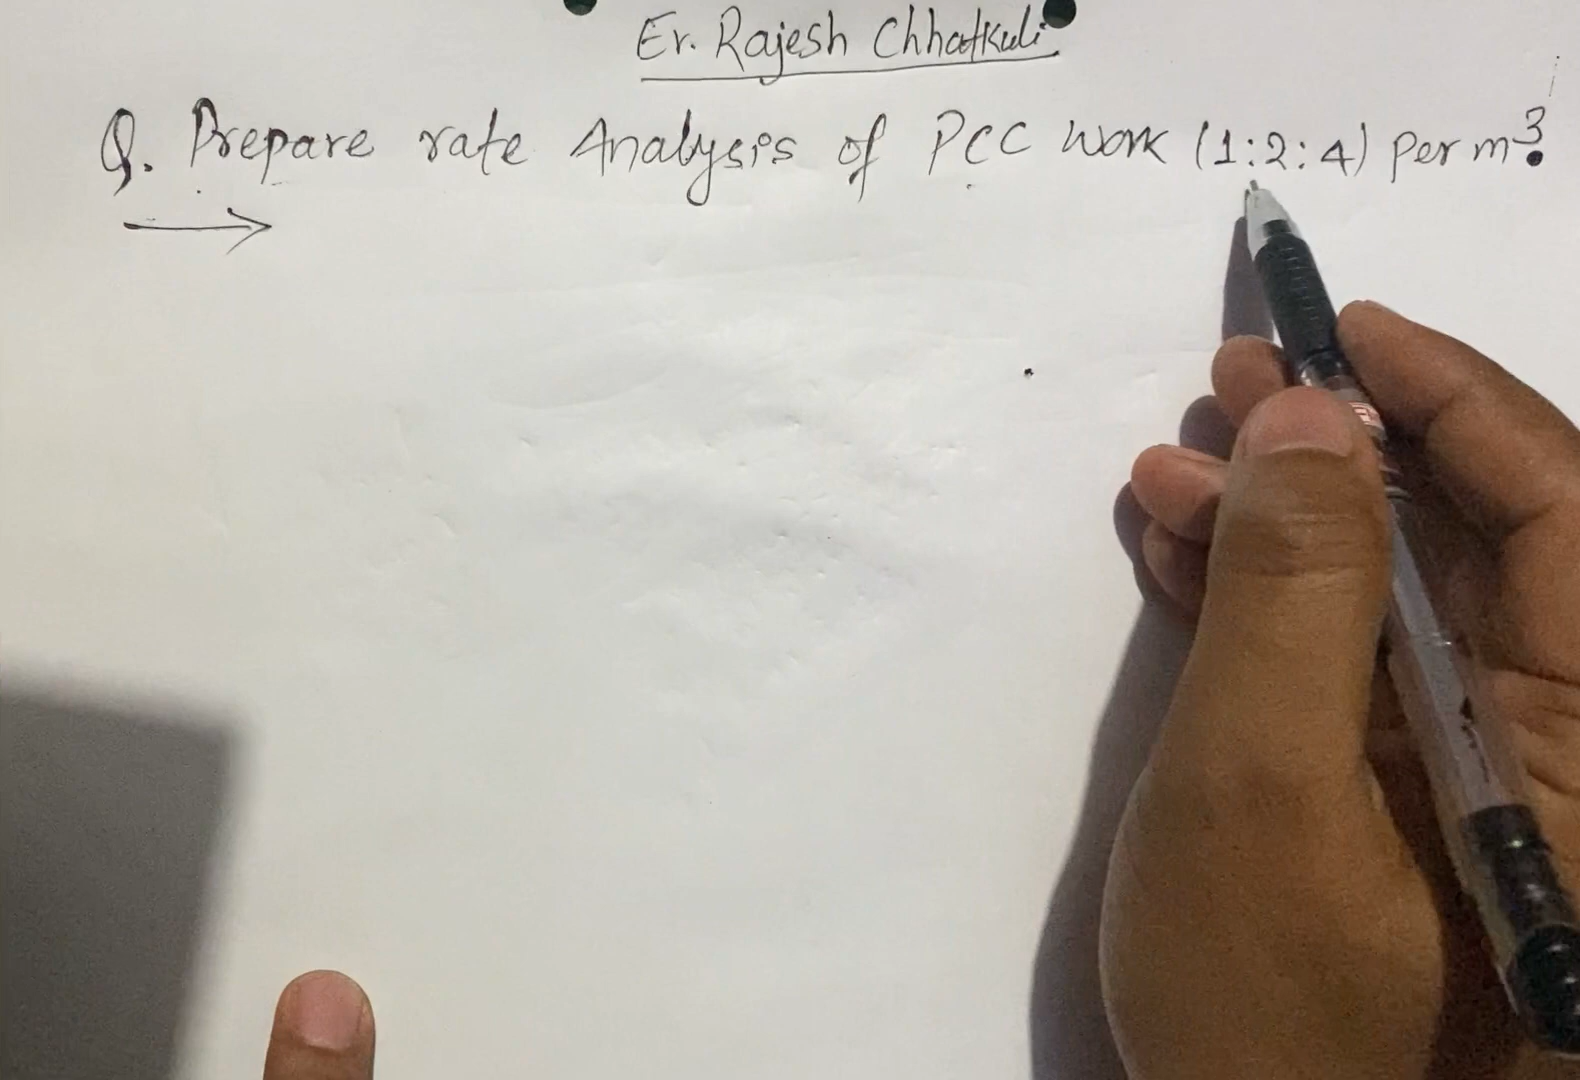 Er. Rajesh Chhatkuli
Q. Prepare rate Analysis of PCC work (1:2:4) per m³.